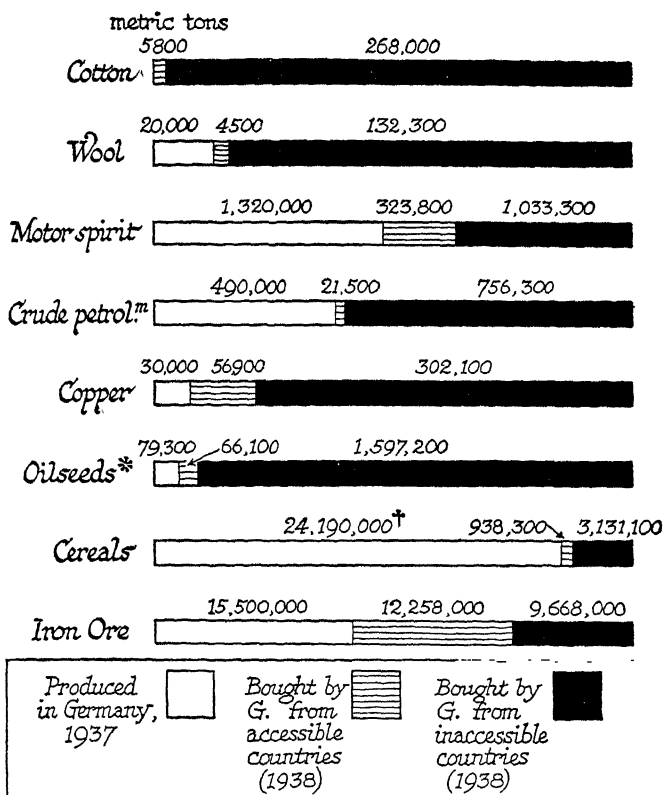 metric tons
5800 268,000
Cotton
20,000 4500 132,300
Wool
1,320,000 323,800 1,033,300
Motor spirit
490,000 21,500 756,300
Crude petrol.m
30,000 56900 302,100
Copper
79,300 66,100 1,597,200
Oilseeds*
24,190,000† 938,300 3,131,100
Cereals
15,500,000 12,258,000 9,668,000
Iron Ore
Produced
in Germany,
1937
Bought by
G. from
accessible
countries
(1938)
Bought by
G. from
inaccessible
countries
(1938)